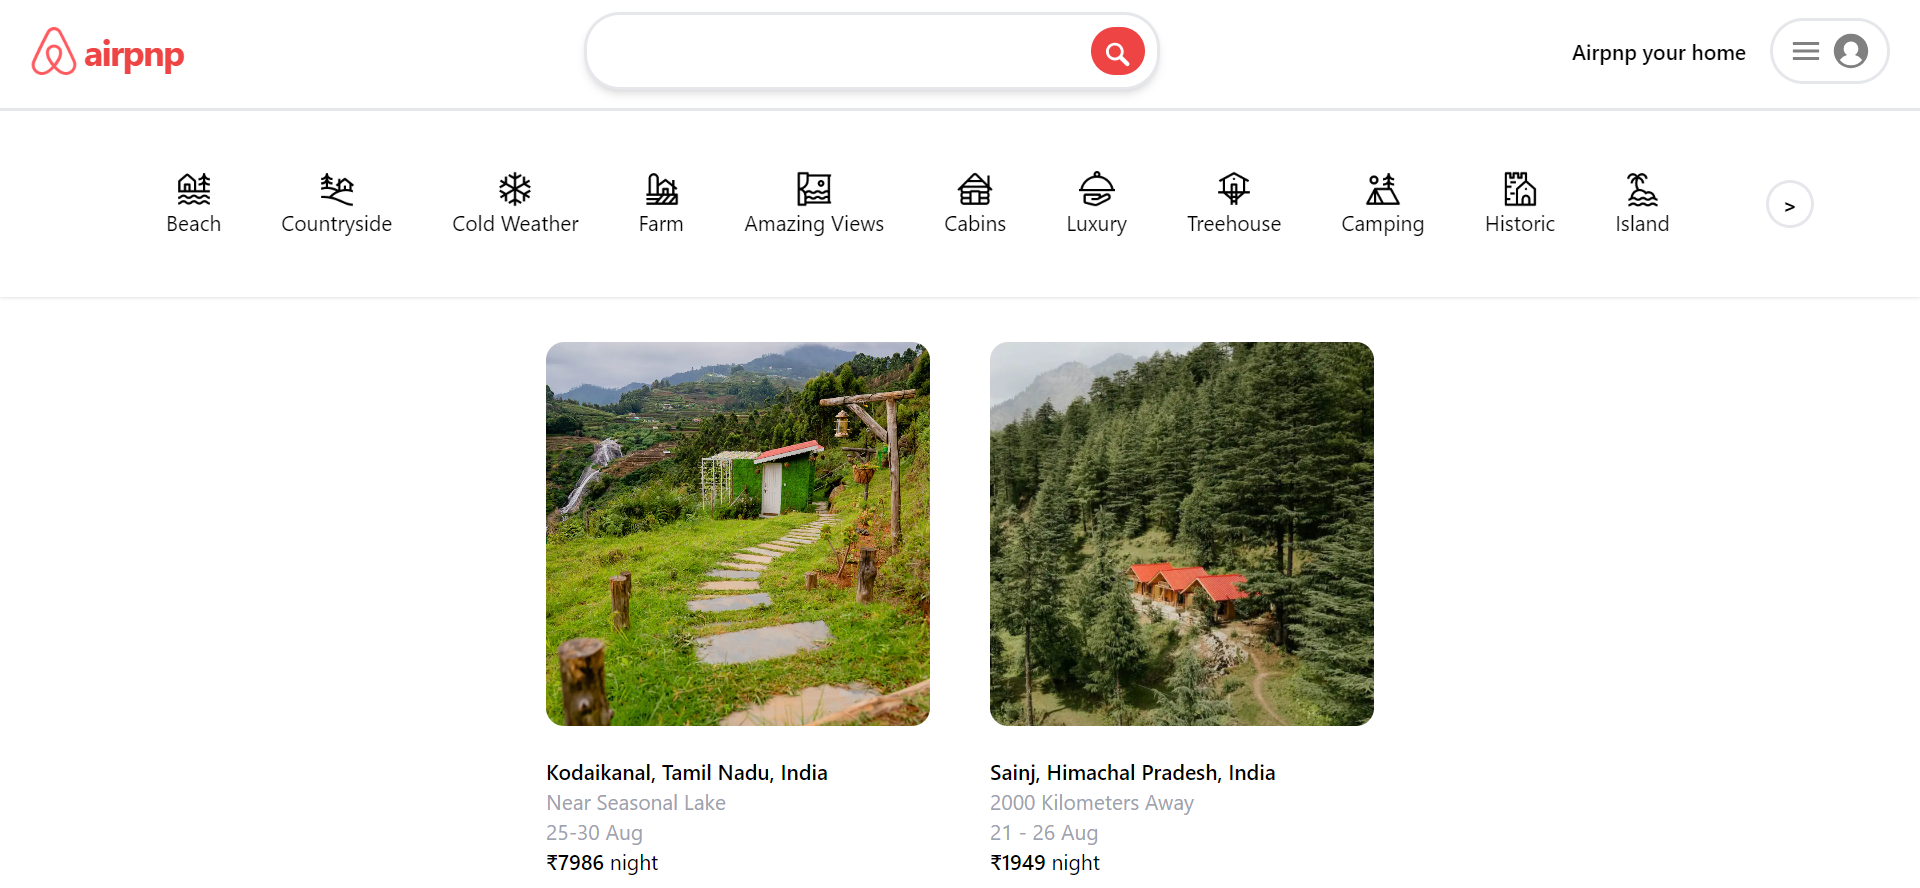 airpnp
Airpnp your home
Beach
Countryside
Cold Weather
Farm
Amazing Views
Cabins
Luxury
Treehouse
Camping
Historic
Island
>
Kodaikanal, Tamil Nadu, India
Near Seasonal Lake
25-30 Aug
₹7986 night
Sainj, Himachal Pradesh, India
2000 Kilometers Away
21 - 26 Aug
₹1949 night